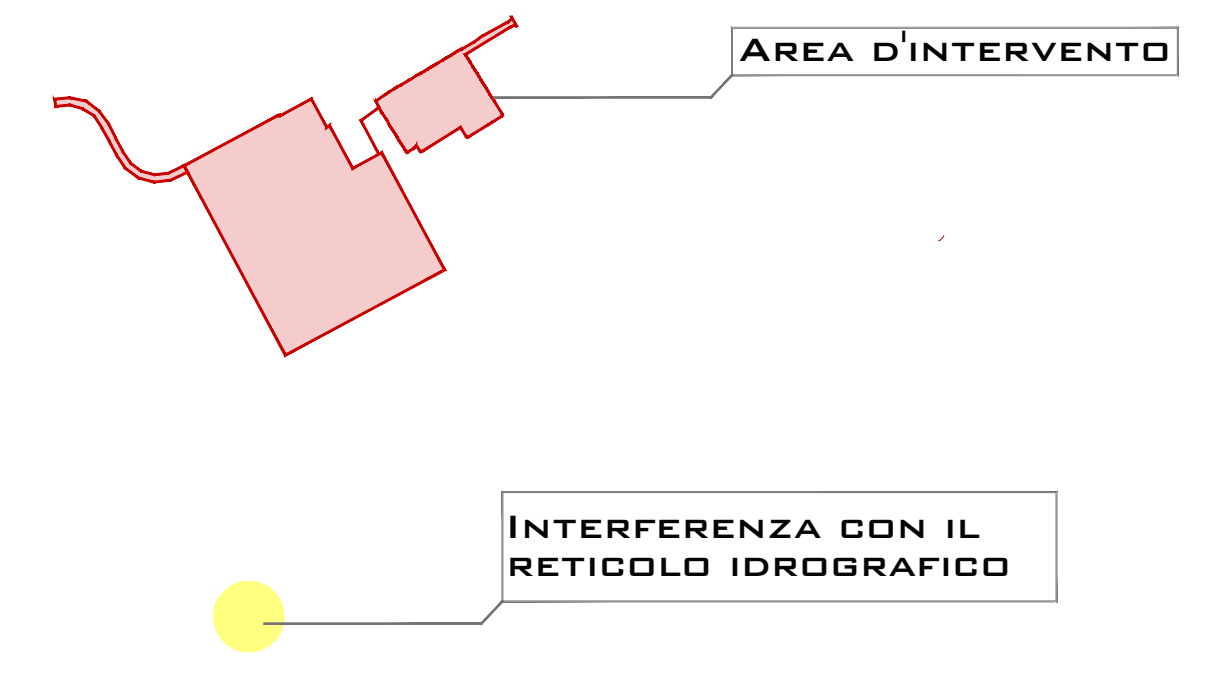 Area d'intervento
Interferenza con il
reticolo idrografico